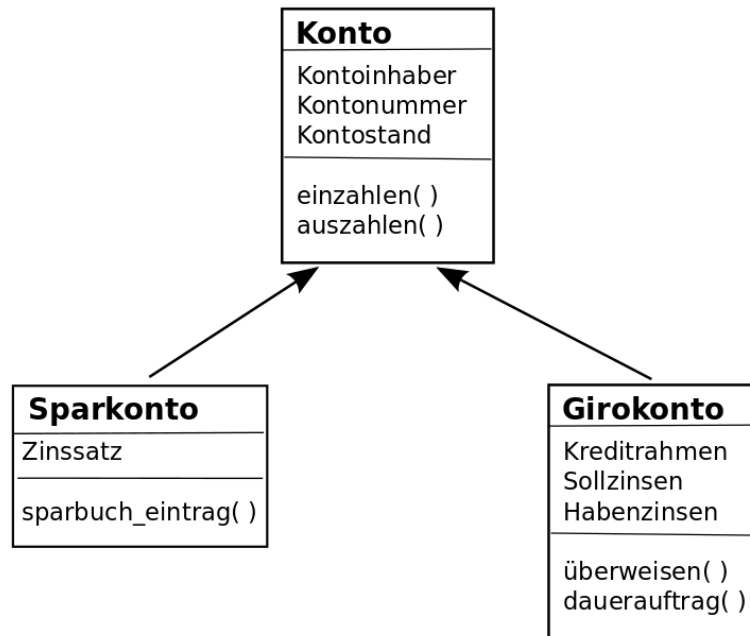 Konto
Kontoinhaber
Kontonummer
Kontostand
einzahlen( )
auszahlen( )
Sparkonto
Zinssatz
sparbuch_eintrag( )
Girokonto
Kreditrahmen
Sollzinsen
Habenzinsen
überweisen( )
dauerauftrag( )